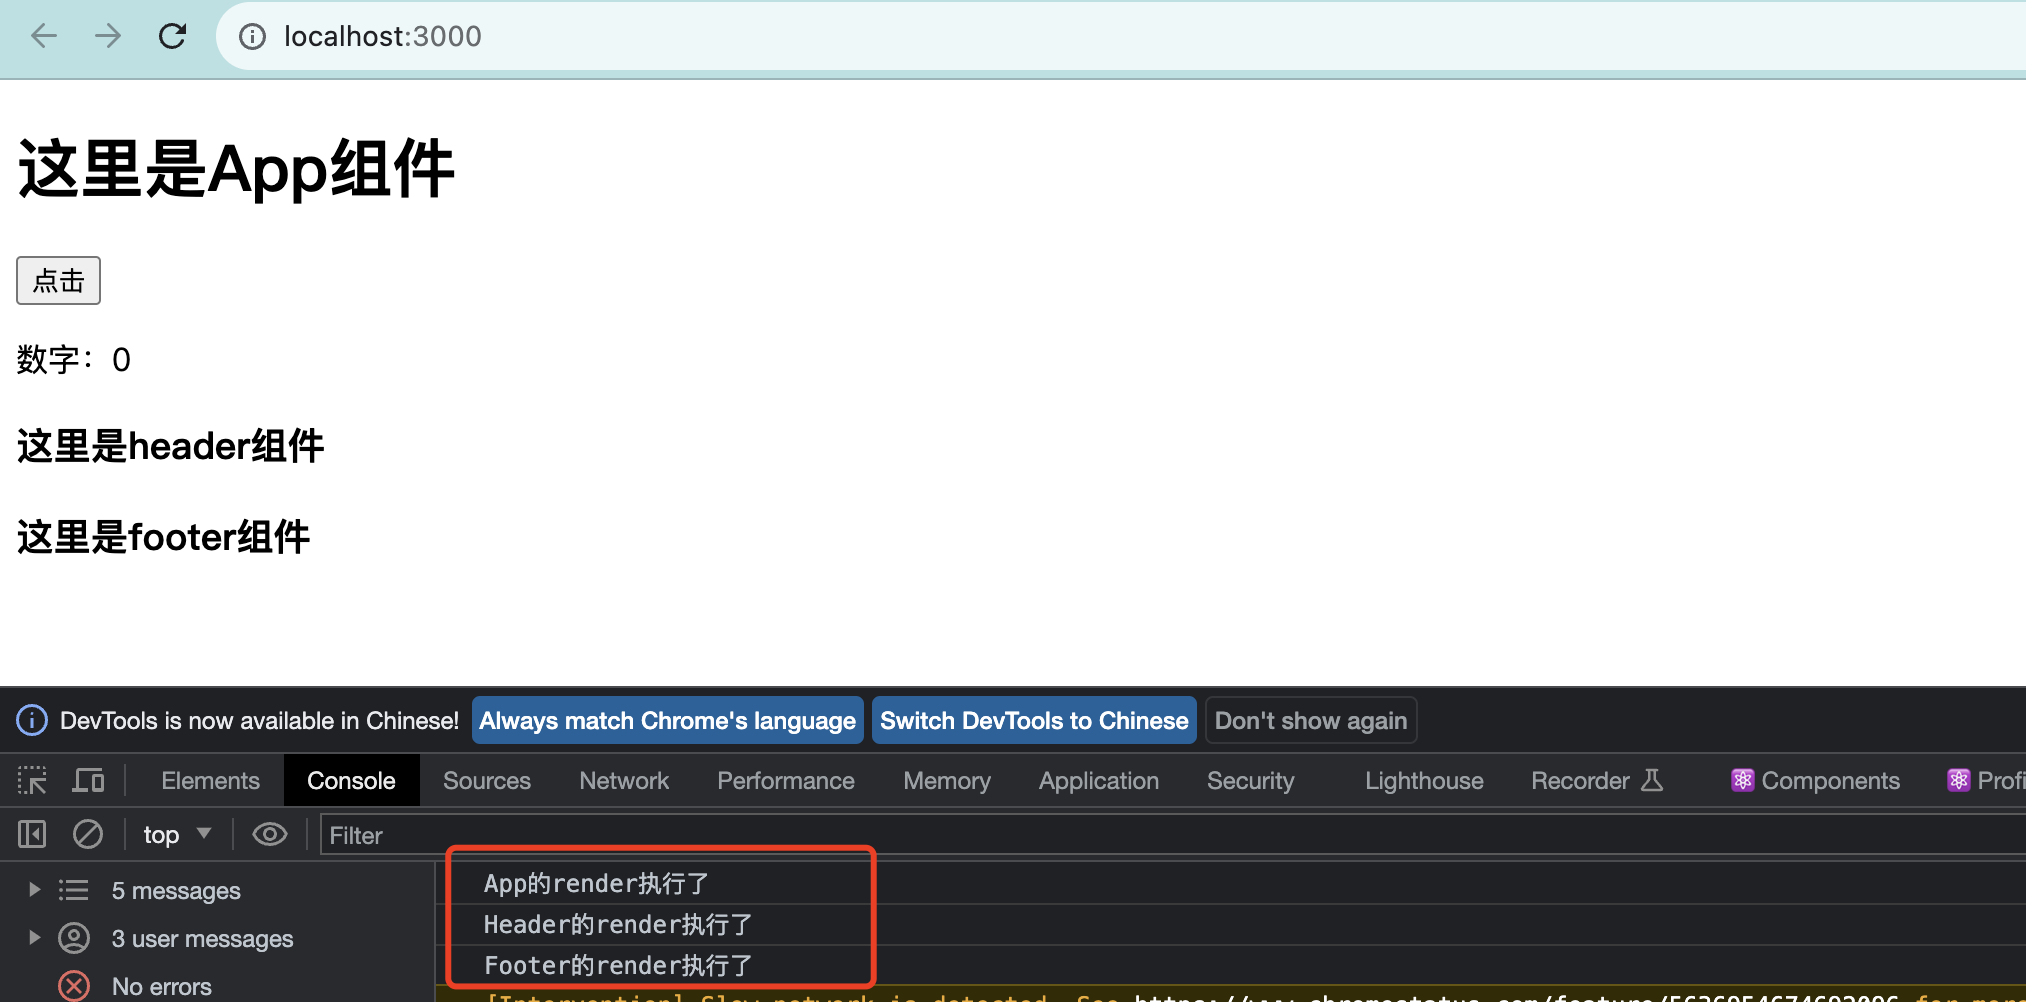 localhost:3000
这里是App组件
点击
数字：0
这里是header组件
这里是footer组件
DevTools is now available in Chinese! Always match Chrome's language Switch DevTools to Chinese Don't show again
Elements Console Sources Network Performance Memory Application Security Lighthouse Recorder Components Profi
top Filter
5 messages
App的render执行了
3 user messages
Header的render执行了
No errors
Footer的render执行了
[Intervention] Slow network is detected. See